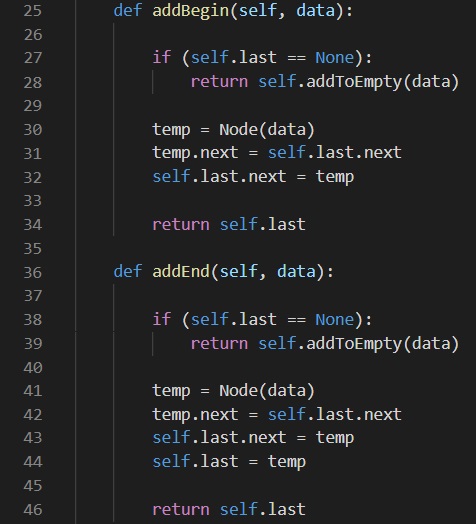 25 def addBegin(self, data):
26
27 if (self.last == None):
28 return self.addToEmpty(data)
29
30 temp = Node(data)
31 temp.next = self.last.next
32 self.last.next = temp
33
34 return self.last
35
36 def addEnd(self, data):
37
38 if (self.last == None):
39 return self.addToEmpty(data)
40
41 temp = Node(data)
42 temp.next = self.last.next
43 self.last.next = temp
44 self.last = temp
45
46 return self.last